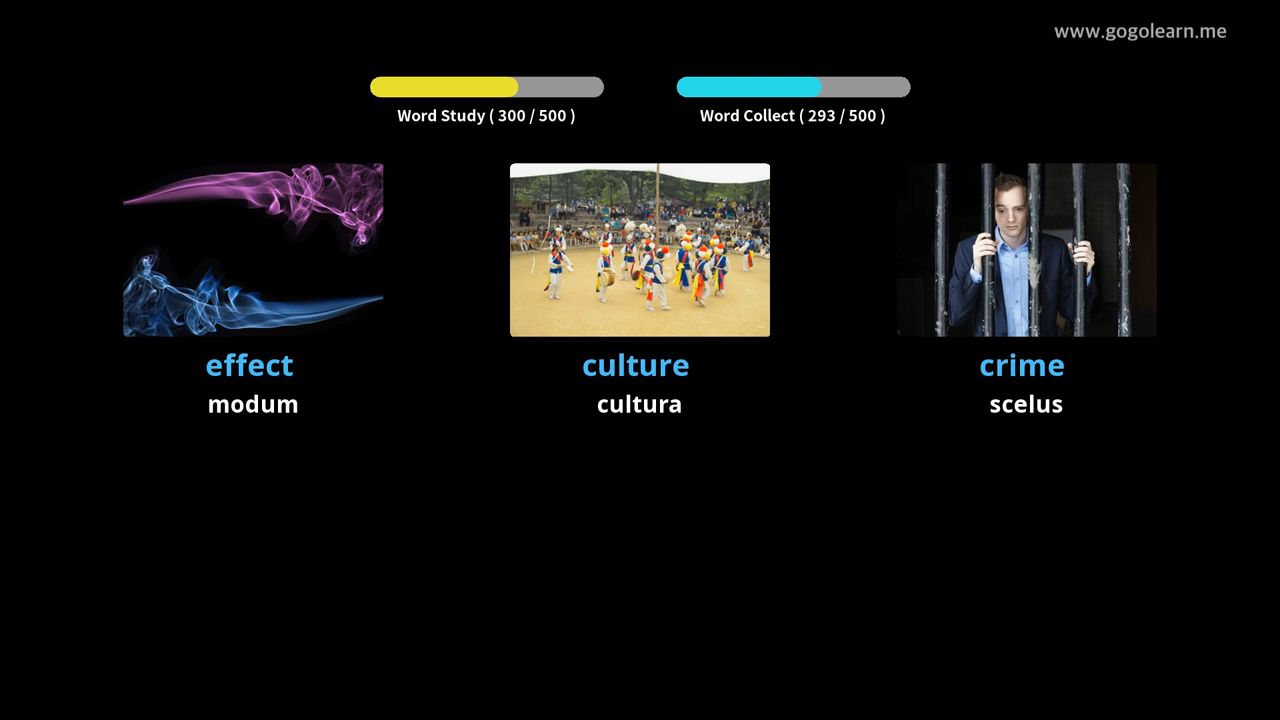 www.gogolearn.me
Word Study ( 300 / 500 )
Word Collect ( 293 / 500 )
effect
modum
culture
cultura
crime
scelus